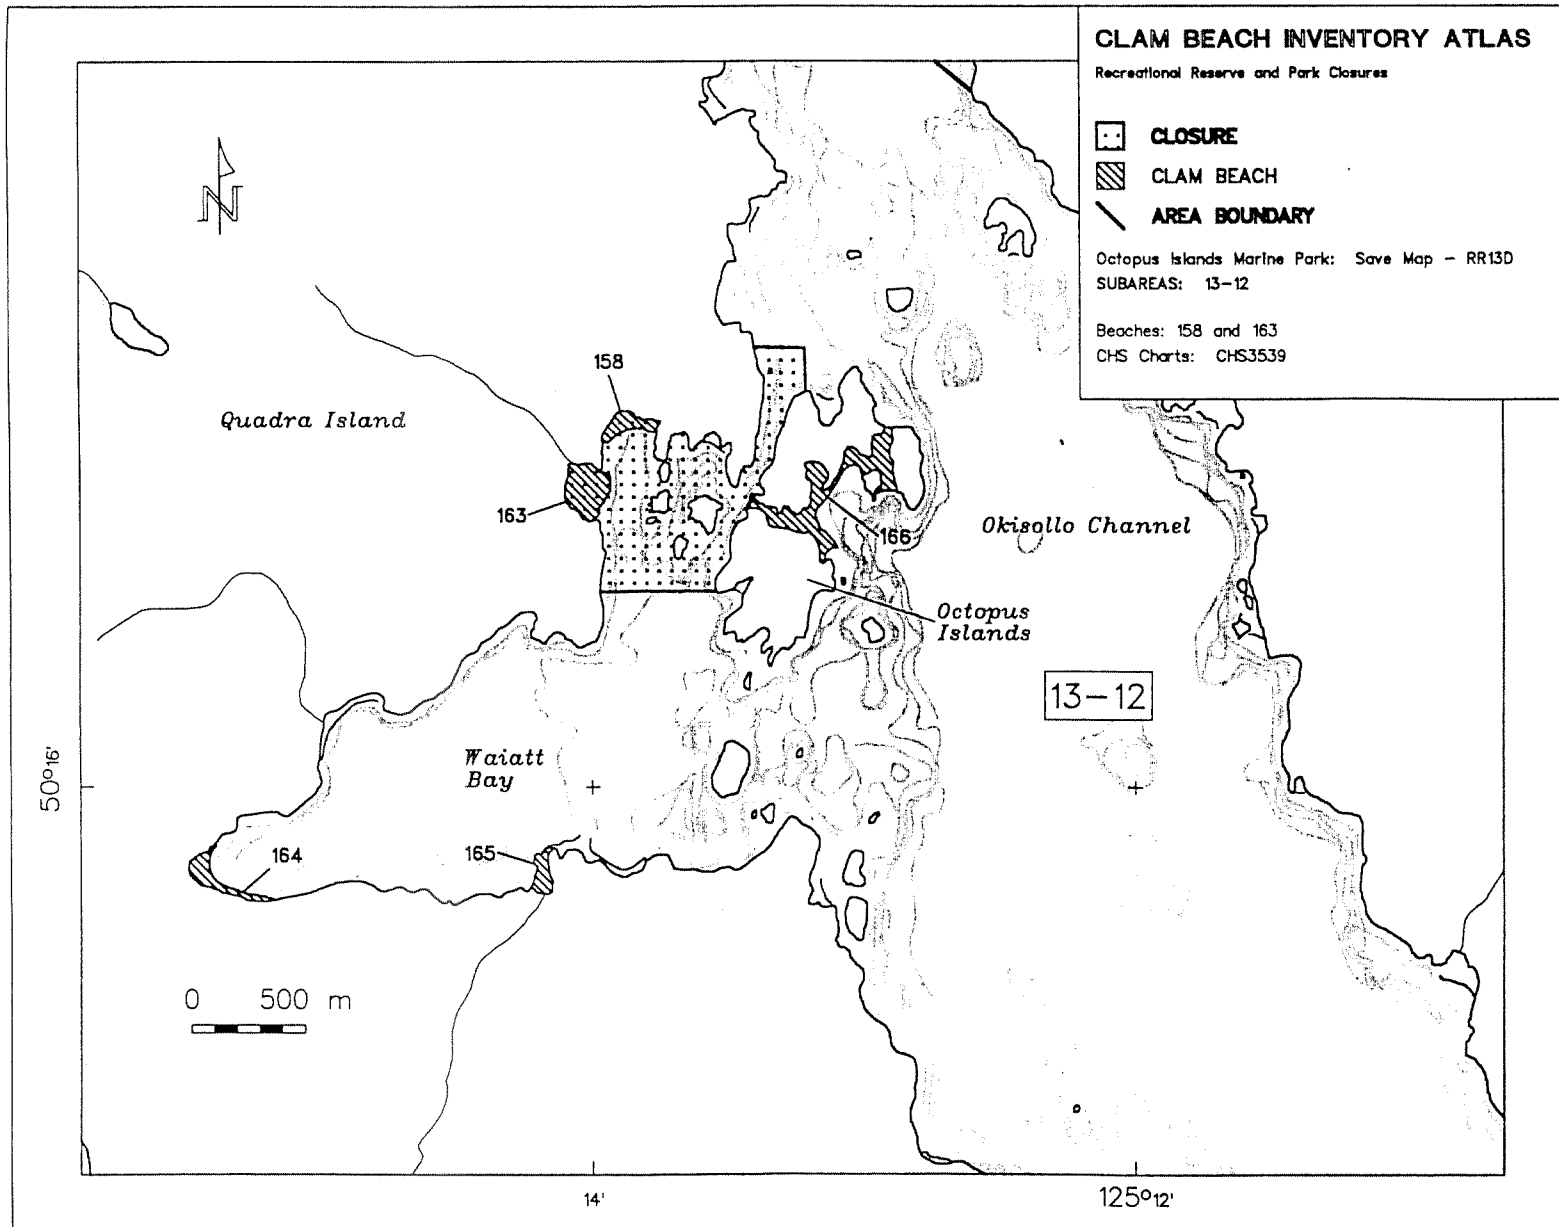 CLAM BEACH INVENTORY ATLAS
Recreational Reserve and Park Closures
CLOSURE
CLAM BEACH
AREA BOUNDARY
Octopus Islands Marine Park: Save Map - RR13D
SUBAREAS: 13-12
Beaches: 158 and 163
CHS Charts: CHS3539
N
158
Quadra Island
163
166
Okisollo Channel
Octopus
Islands
13-12
Waiatt
Bay
50°16'
164
165
0 500 m
14'
125°12'